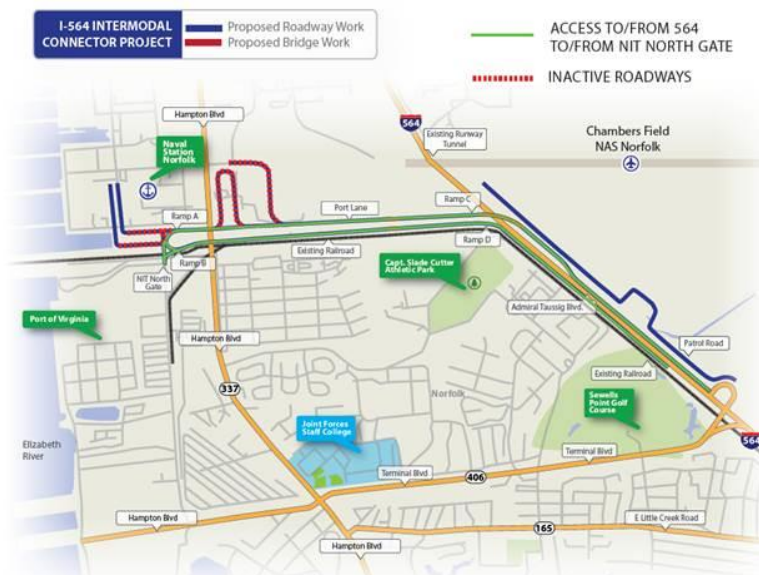 I-564 INTERMODAL
CONNECTOR PROJECT
Proposed Roadway Work
Proposed Bridge Work
ACCESS TO/FROM 564
TO/FROM NIT NORTH GATE
INACTIVE ROADWAYS
Hampton Blvd
564
Existing Runway
Tunnel
Chambers Field
NAS Norfolk
Naval
Station
Norfolk
Ramp A
Port Lane
Ramp C
Existing Railroad
Ramp D
Ramp B
NIT North
Gate
Capt. Slade Cutter
Athletic Park
Admiral Taussig Blvd.
Port of Virginia
Hampton Blvd
Patrol Road
337
Existing Railroad
Norfolk
Sewells
Point Golf
Course
Joint Forces
Staff College
Elizabeth
River
564
Terminal Blvd
Terminal Blvd
406
Hampton Blvd
165
E Little Creek Road
Hampton Blvd